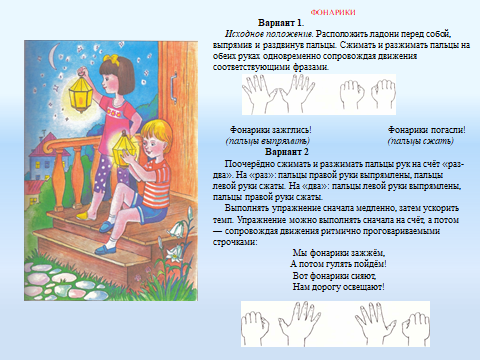 ФОНАРИКИ
Вариант 1.
Исходное положение. Расположить ладони перед собой,
выпрямив и раздвинув пальцы. Сжимать и разжимать пальцы на
обеих руках одновременно сопровождая движения
соответствующими фразами.
Фонарики зажглись! Фонарики погасли!
(пальцы выпрямить) (пальцы сжать)
Вариант 2
Поочерёдно сжимать и разжимать пальцы рук на счёт «раз-
два». На «раз»: пальцы правой руки выпрямлены, пальцы
левой руки сжаты. На «два»: пальцы левой руки выпрямлены,
пальцы правой руки сжаты.
Выполнять упражнение сначала медленно, затем ускорить
темп. Упражнение можно выполнять сначала на счёт, а потом
— сопровождая движения ритмично проговариваемыми
строчками:
Мы фонарики зажжём,
А потом гулять пойдём!
Вот фонарики сияют,
Нам дорогу освещают!